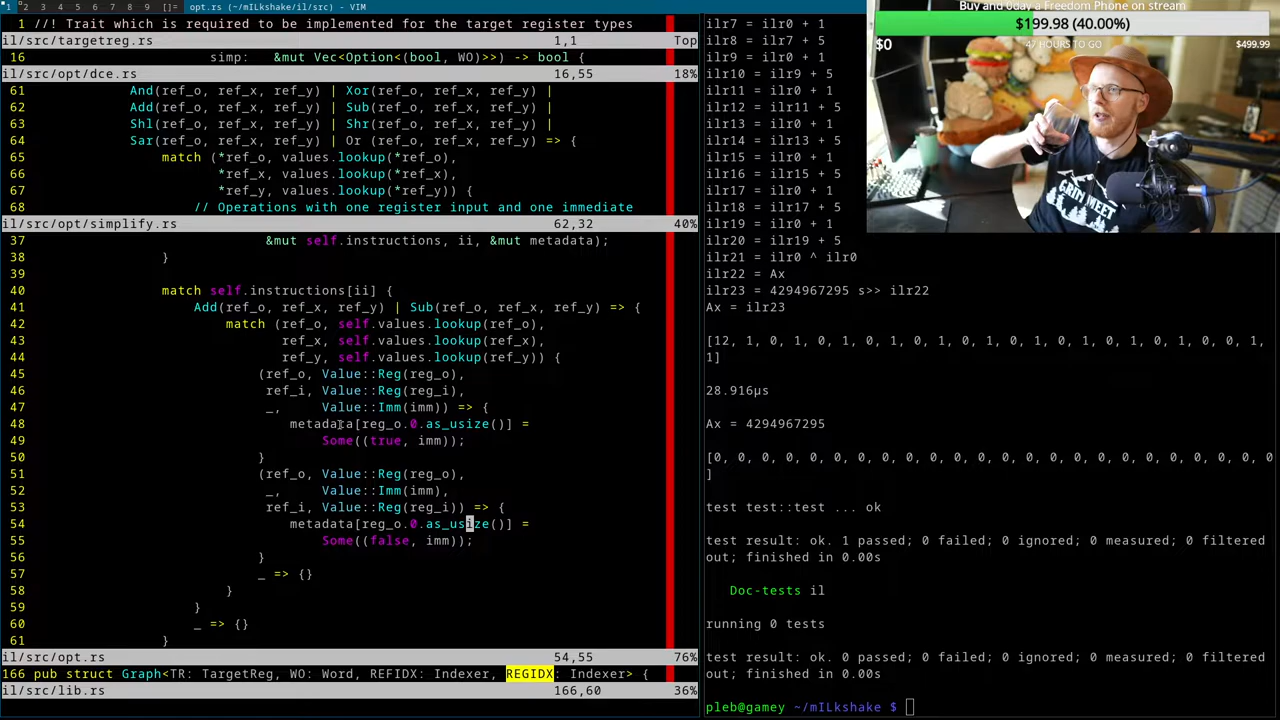 1 2 3 4 5 6 7 8 9 []= opt.rs (~/mILkshake/il/src) - VIM
1 //! Trait which is required to be implemented for the target register types
il/src/targetreg.rs 1,1 Top
16 simp: &mut Vec<Option<(bool, WO)>>) -> bool {
il/src/opt/dce.rs 16,55 18%
61 And(ref_o, ref_x, ref_y) | Xor(ref_o, ref_x, ref_y) |
62 Add(ref_o, ref_x, ref_y) | Sub(ref_o, ref_x, ref_y) |
63 Shl(ref_o, ref_x, ref_y) | Shr(ref_o, ref_x, ref_y) |
64 Sar(ref_o, ref_x, ref_y) | Or (ref_o, ref_x, ref_y) => {
65 match (*ref_o, values.lookup(*ref_o),
66 *ref_x, values.lookup(*ref_x),
67 *ref_y, values.lookup(*ref_y)) {
68 // Operations with one register input and one immediate
il/src/opt/simplify.rs 62,32 40%
37 &mut self.instructions, ii, &mut metadata);
38 }
39
40 match self.instructions[ii] {
41 Add(ref_o, ref_x, ref_y) | Sub(ref_o, ref_x, ref_y) => {
42 match (ref_o, self.values.lookup(ref_o),
43 ref_x, self.values.lookup(ref_x),
44 ref_y, self.values.lookup(ref_y)) {
45 (ref_o, Value::Reg(reg_o),
46 ref_i, Value::Reg(reg_i),
47 _, Value::Imm(imm)) => {
48 metadata[reg_o.0.as_usize()] =
49 Some((true, imm));
50 }
51 (ref_o, Value::Reg(reg_o),
52 _, Value::Imm(imm),
53 ref_i, Value::Reg(reg_i)) => {
54 metadata[reg_o.0.as_usize()] =
55 Some((false, imm));
56 }
57 _ => {}
58 }
59 }
60 _ => {}
61 }
il/src/opt.rs 54,55 76%
166 pub struct Graph<TR: TargetReg, WO: Word, REFIDX: Indexer, REGIDX: Indexer> {
il/src/lib.rs 166,60 36%
ilr7 = ilr0 + 1
ilr8 = ilr7 + 5
ilr9 = ilr0 + 1
ilr10 = ilr9 + 5
ilr11 = ilr0 + 1
ilr12 = ilr11 + 5
ilr13 = ilr0 + 1
ilr14 = ilr13 + 5
ilr15 = ilr0 + 1
ilr16 = ilr15 + 5
ilr17 = ilr0 + 1
ilr18 = ilr17 + 5
ilr19 = ilr0 + 1
ilr20 = ilr19 + 5
ilr21 = ilr0 ^ ilr0
ilr22 = Ax
ilr23 = 4294967295 s>> ilr22
Ax = ilr23
[12, 1, 0, 1, 0, 1, 0, 1, 0, 1, 0, 1, 0, 1, 0, 1, 0, 1, 0, 0, 1,
1]
28.916µs
Ax = 4294967295
[0, 0, 0, 0, 0, 0, 0, 0, 0, 0, 0, 0, 0, 0, 0, 0, 0, 0, 0, 0, 0, 0
]
test test::test ... ok
test result: ok. 1 passed; 0 failed; 0 ignored; 0 measured; 0 filtered
out; finished in 0.00s
Doc-tests il
running 0 tests
test result: ok. 0 passed; 0 failed; 0 ignored; 0 measured; 0 filtered
out; finished in 0.00s
pleb@gamey ~/mILkshake $
Buy and 0day a Freedom Phone on stream
$199.98 (40.00%)
$0 47 HOURS TO GO $499.99
GRIN